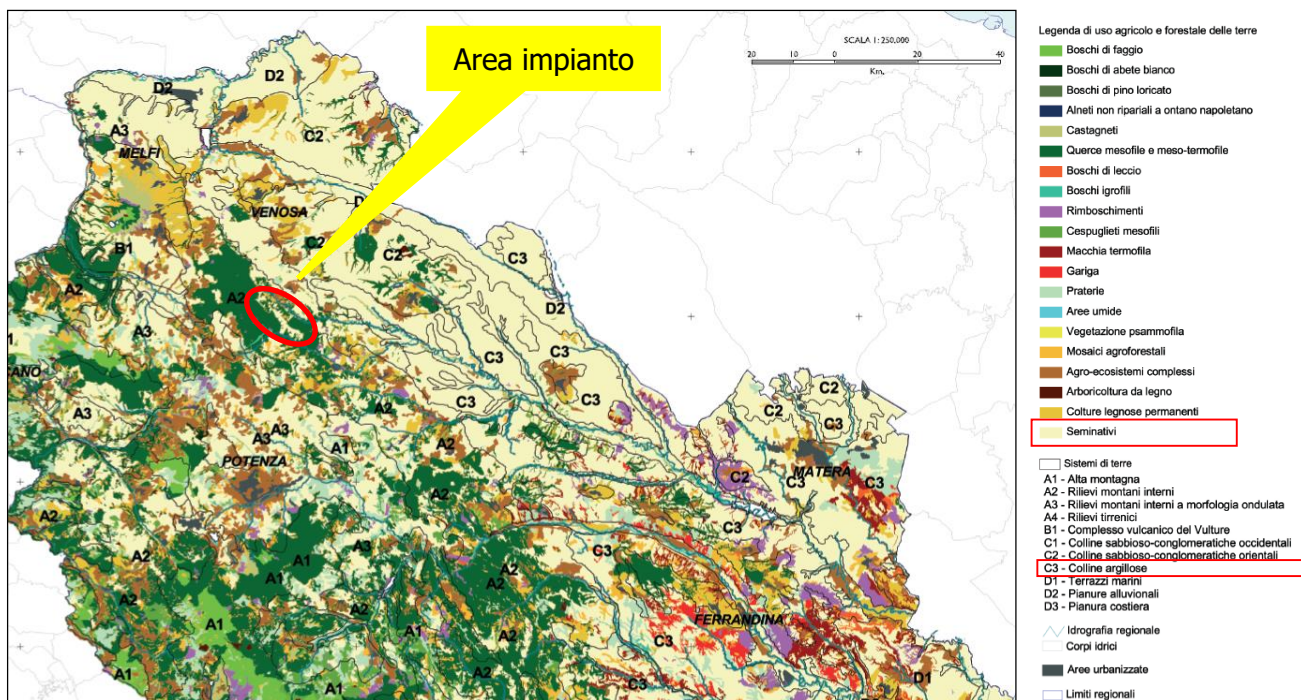 Area impianto
SCALA 1: 250,000
20 10 0 20 40
Km.
D2
D2
A3
C2
MELFI
VENOSA
D
C2
C2
C3
B1
A2
A2
A3
D2
C3
C3
CANO
A3
C3
C2
C2
C3
A2
A3
A3
A1
A2
POTENZA
MATERA
C2
C3
C3
A2
C3
A1
A3
A2
A2
A2
C3
A1
A1
A2
A2
FERRANDINA
C3
C3
D1
A1
A1
Legenda di uso agricolo e forestale delle terre
Boschi di faggio
Boschi di abete bianco
Boschi di pino loricato
Alneti non ripariali a ontano napoletano
Castagneti
Querce mesofile e meso-termofile
Boschi di leccio
Boschi igrofili
Rimboschimenti
Cespuglieti mesofili
Macchia termofila
Gariga
Praterie
Aree umide
Vegetazione psammofila
Mosaici agroforestali
Agro-ecosistemi complessi
Arboricoltura da legno
Colture legnose permanenti
Seminativi
Sistemi di terre
A1 - Alta montagna
A2 - Rilievi montani interni
A3 - Rilievi montani interni a morfologia ondulata
A4 - Rilievi tirrenici
B1 - Complesso vulcanico del Vulture
C1 - Colline sabbioso-conglomeratiche occidentali
C2 - Colline sabbioso-conglomeratiche orientali
C3 - Colline argillose
D1 - Terrazzi marini
D2 - Pianure alluvionali
D3 - Pianura costiera
Idrografia regionale
Corpi idrici
Aree urbanizzate
Limiti regionali